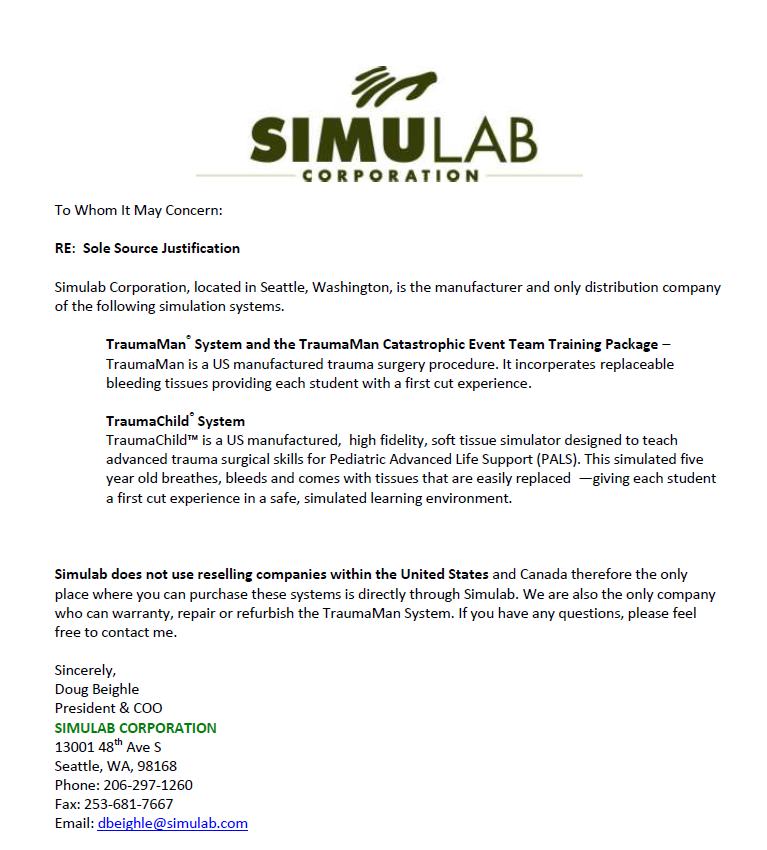 SIMULAB
CORPORATION
To Whom It May Concern:
RE:  Sole Source Justification
Simulab Corporation, located in Seattle, Washington, is the manufacturer and only distribution company
of the following simulation systems.
TraumaMan® System and the TraumaMan Catastrophic Event Team Training Package –
TraumaMan is a US manufactured trauma surgery procedure. It incorperates replaceable
bleeding tissues providing each student with a first cut experience.
TraumaChild® System
TraumaChild™ is a US manufactured,  high fidelity, soft tissue simulator designed to teach
advanced trauma surgical skills for Pediatric Advanced Life Support (PALS). This simulated five
year old breathes, bleeds and comes with tissues that are easily replaced  —giving each student
a first cut experience in a safe, simulated learning environment.
Simulab does not use reselling companies within the United States and Canada therefore the only
place where you can purchase these systems is directly through Simulab. We are also the only company
who can warranty, repair or refurbish the TraumaMan System. If you have any questions, please feel
free to contact me.
Sincerely,
Doug Beighle
President & COO
SIMULAB CORPORATION
13001 48th Ave S
Seattle, WA, 98168
Phone: 206-297-1260
Fax: 253-681-7667
Email: dbeighle@simulab.com